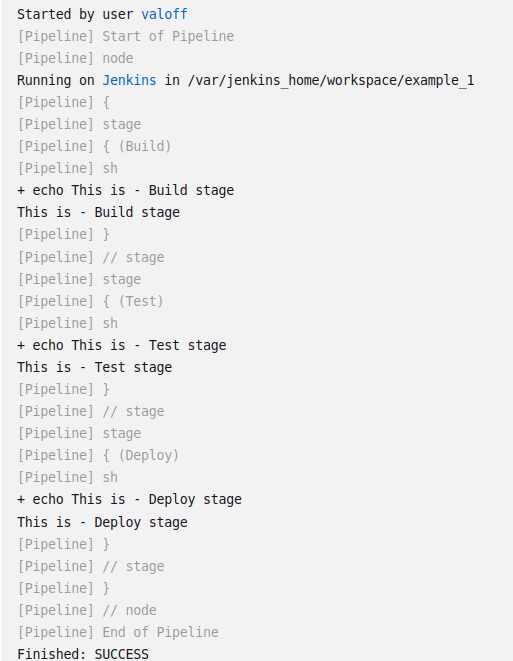 Started by user valoff
[Pipeline] Start of Pipeline
[Pipeline] node
Running on Jenkins in /var/jenkins_home/workspace/example_1
[Pipeline] {
[Pipeline] stage
[Pipeline] { (Build)
[Pipeline] sh
+ echo This is - Build stage
This is - Build stage
[Pipeline] }
[Pipeline] // stage
[Pipeline] stage
[Pipeline] { (Test)
[Pipeline] sh
+ echo This is - Test stage
This is - Test stage
[Pipeline] }
[Pipeline] // stage
[Pipeline] stage
[Pipeline] { (Deploy)
[Pipeline] sh
+ echo This is - Deploy stage
This is - Deploy stage
[Pipeline] }
[Pipeline] // stage
[Pipeline] }
[Pipeline] // node
[Pipeline] End of Pipeline
Finished: SUCCESS